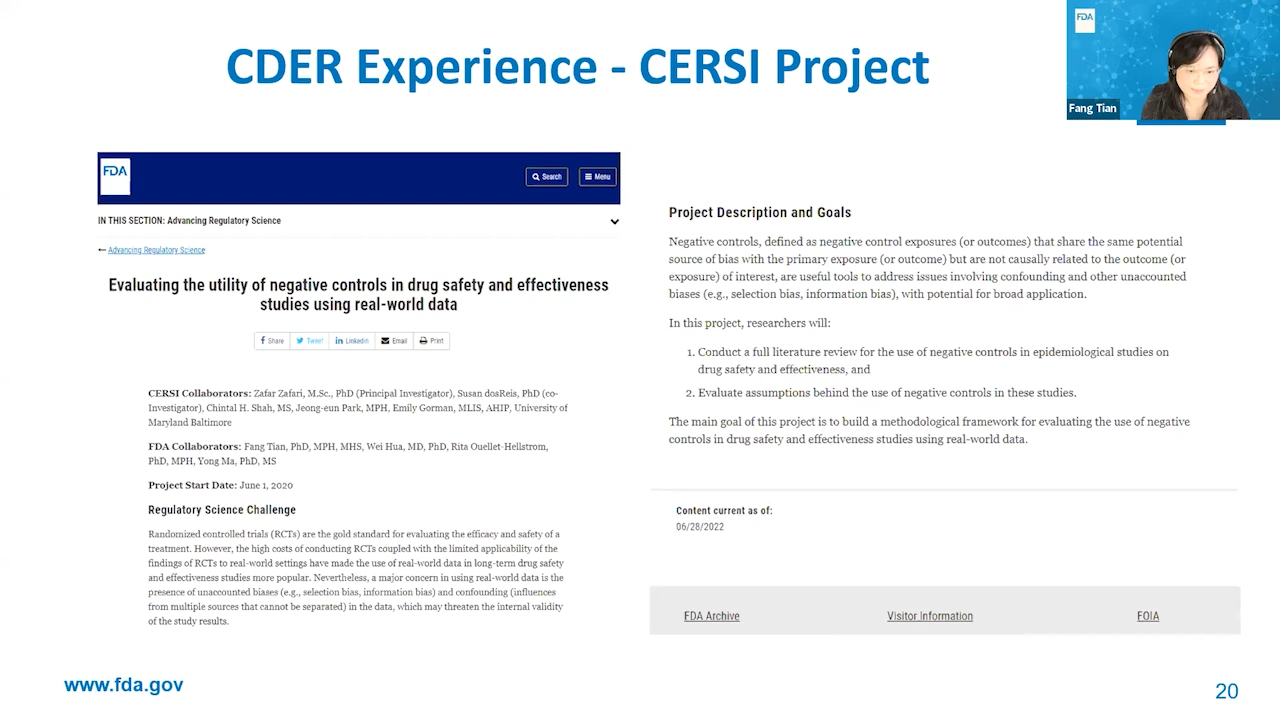 CDER Experience - CERSI Project
FDA
Fang Tian
FDA
Search
Menu
IN THIS SECTION: Advancing Regulatory Science
Advancing Regulatory Science
Evaluating the utility of negative controls in drug safety and effectiveness
studies using real-world data
Share
Tweet
Linkedin
Email
Print
CERSI Collaborators: Zafar Zafari, M.Sc., PhD (Principal Investigator), Susan dosReis, PhD (co-
Investigator), Chintal H. Shah, MS, Jeong-eun Park, MPH, Emily Gorman, MLIS, AHIP, University of
Maryland Baltimore
FDA Collaborators: Fang Tian, PhD, MPH, MHS, Wei Hua, MD, PhD, Rita Ouellet-Hellstrom,
PhD, MPH, Yong Ma, PhD, MS
Project Start Date: June 1, 2020
Regulatory Science Challenge
Randomized controlled trials (RCTs) are the gold standard for evaluating the efficacy and safety of a
treatment. However, the high costs of conducting RCTs coupled with the limited applicability of the
findings of RCTs to real-world settings have made the use of real-world data in long-term drug safety
and effectiveness studies more popular. Nevertheless, a major concern in using real-world data is the
presence of unaccounted biases (e.g., selection bias, information bias) and confounding (influences
from multiple sources that cannot be separated) in the data, which may threaten the internal validity
of the study results.
Project Description and Goals
Negative controls, defined as negative control exposures (or outcomes) that share the same potential
source of bias with the primary exposure (or outcome) but are not causally related to the outcome (or
exposure) of interest, are useful tools to address issues involving confounding and other unaccounted
biases (e.g., selection bias, information bias), with potential for broad application.
In this project, researchers will:
1. Conduct a full literature review for the use of negative controls in epidemiological studies on
drug safety and effectiveness, and
2. Evaluate assumptions behind the use of negative controls in these studies.
The main goal of this project is to build a methodological framework for evaluating the use of negative
controls in drug safety and effectiveness studies using real-world data.
Content current as of:
06/28/2022
FDA Archive
Visitor Information
FOIA
www.fda.gov
20